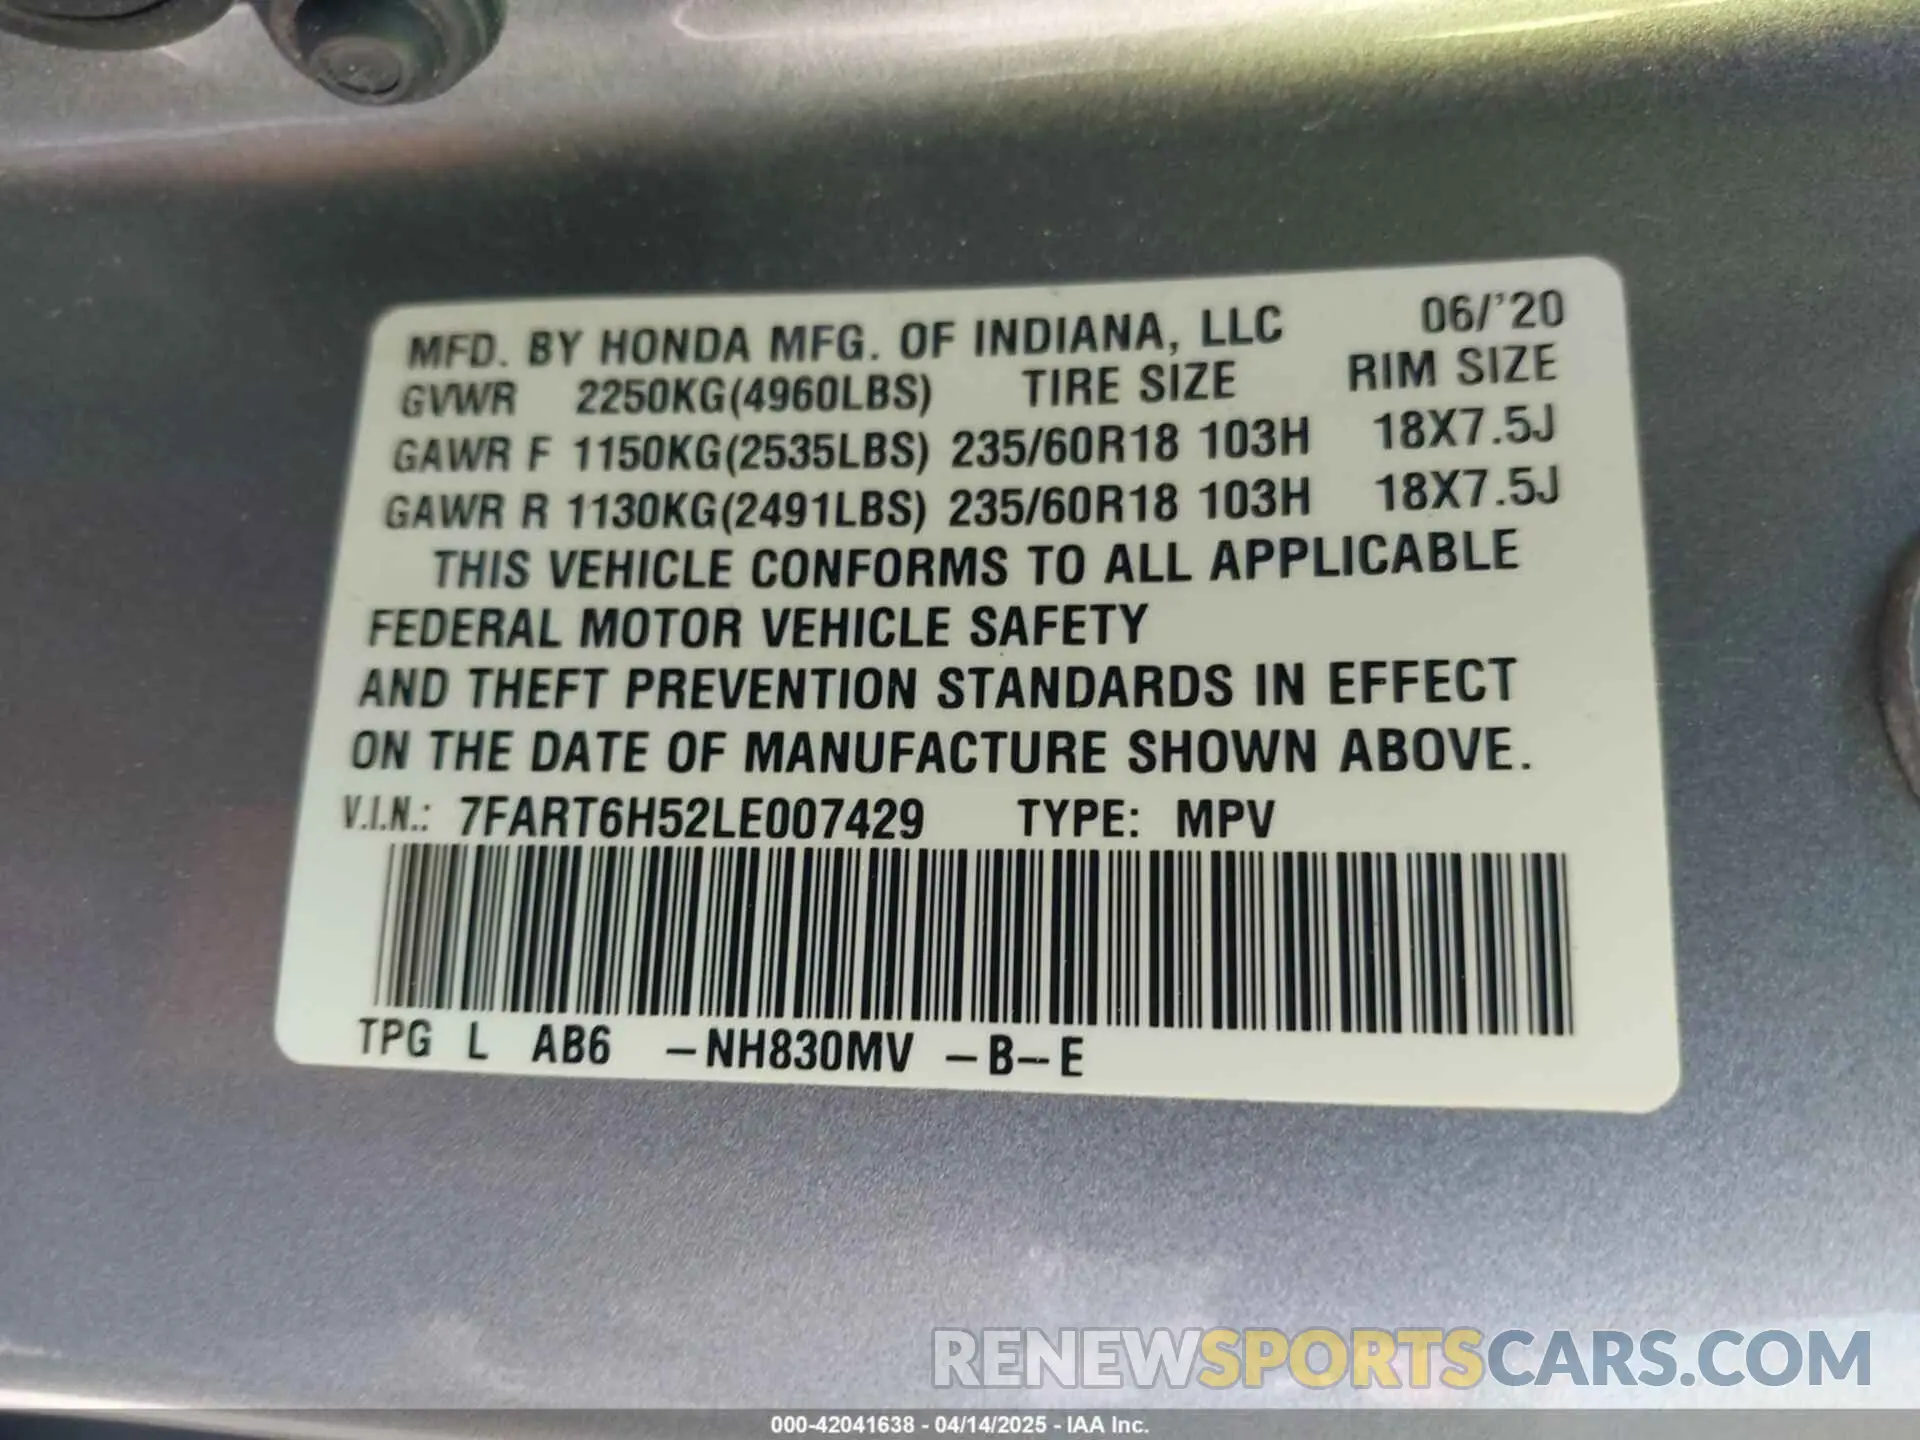 MFD. BY HONDA MFG. OF INDIANA, LLC 06/'20
GVWR 2250KG(4960LBS) TIRE SIZE RIM SIZE
GAWR F 1150KG(2535LBS) 235/60R18 103H 18X7.5J
GAWR R 1130KG(2491LBS) 235/60R18 103H 18X7.5J
THIS VEHICLE CONFORMS TO ALL APPLICABLE
FEDERAL MOTOR VEHICLE SAFETY
AND THEFT PREVENTION STANDARDS IN EFFECT
ON THE DATE OF MANUFACTURE SHOWN ABOVE.
V.I.N.: 7FART6H52LE007429 TYPE: MPV
TPG L AB6 -NH830MV -B-E
RENEWSPORTSCARS.COM
000-42041638 - 04/14/2025 - IAA Inc.